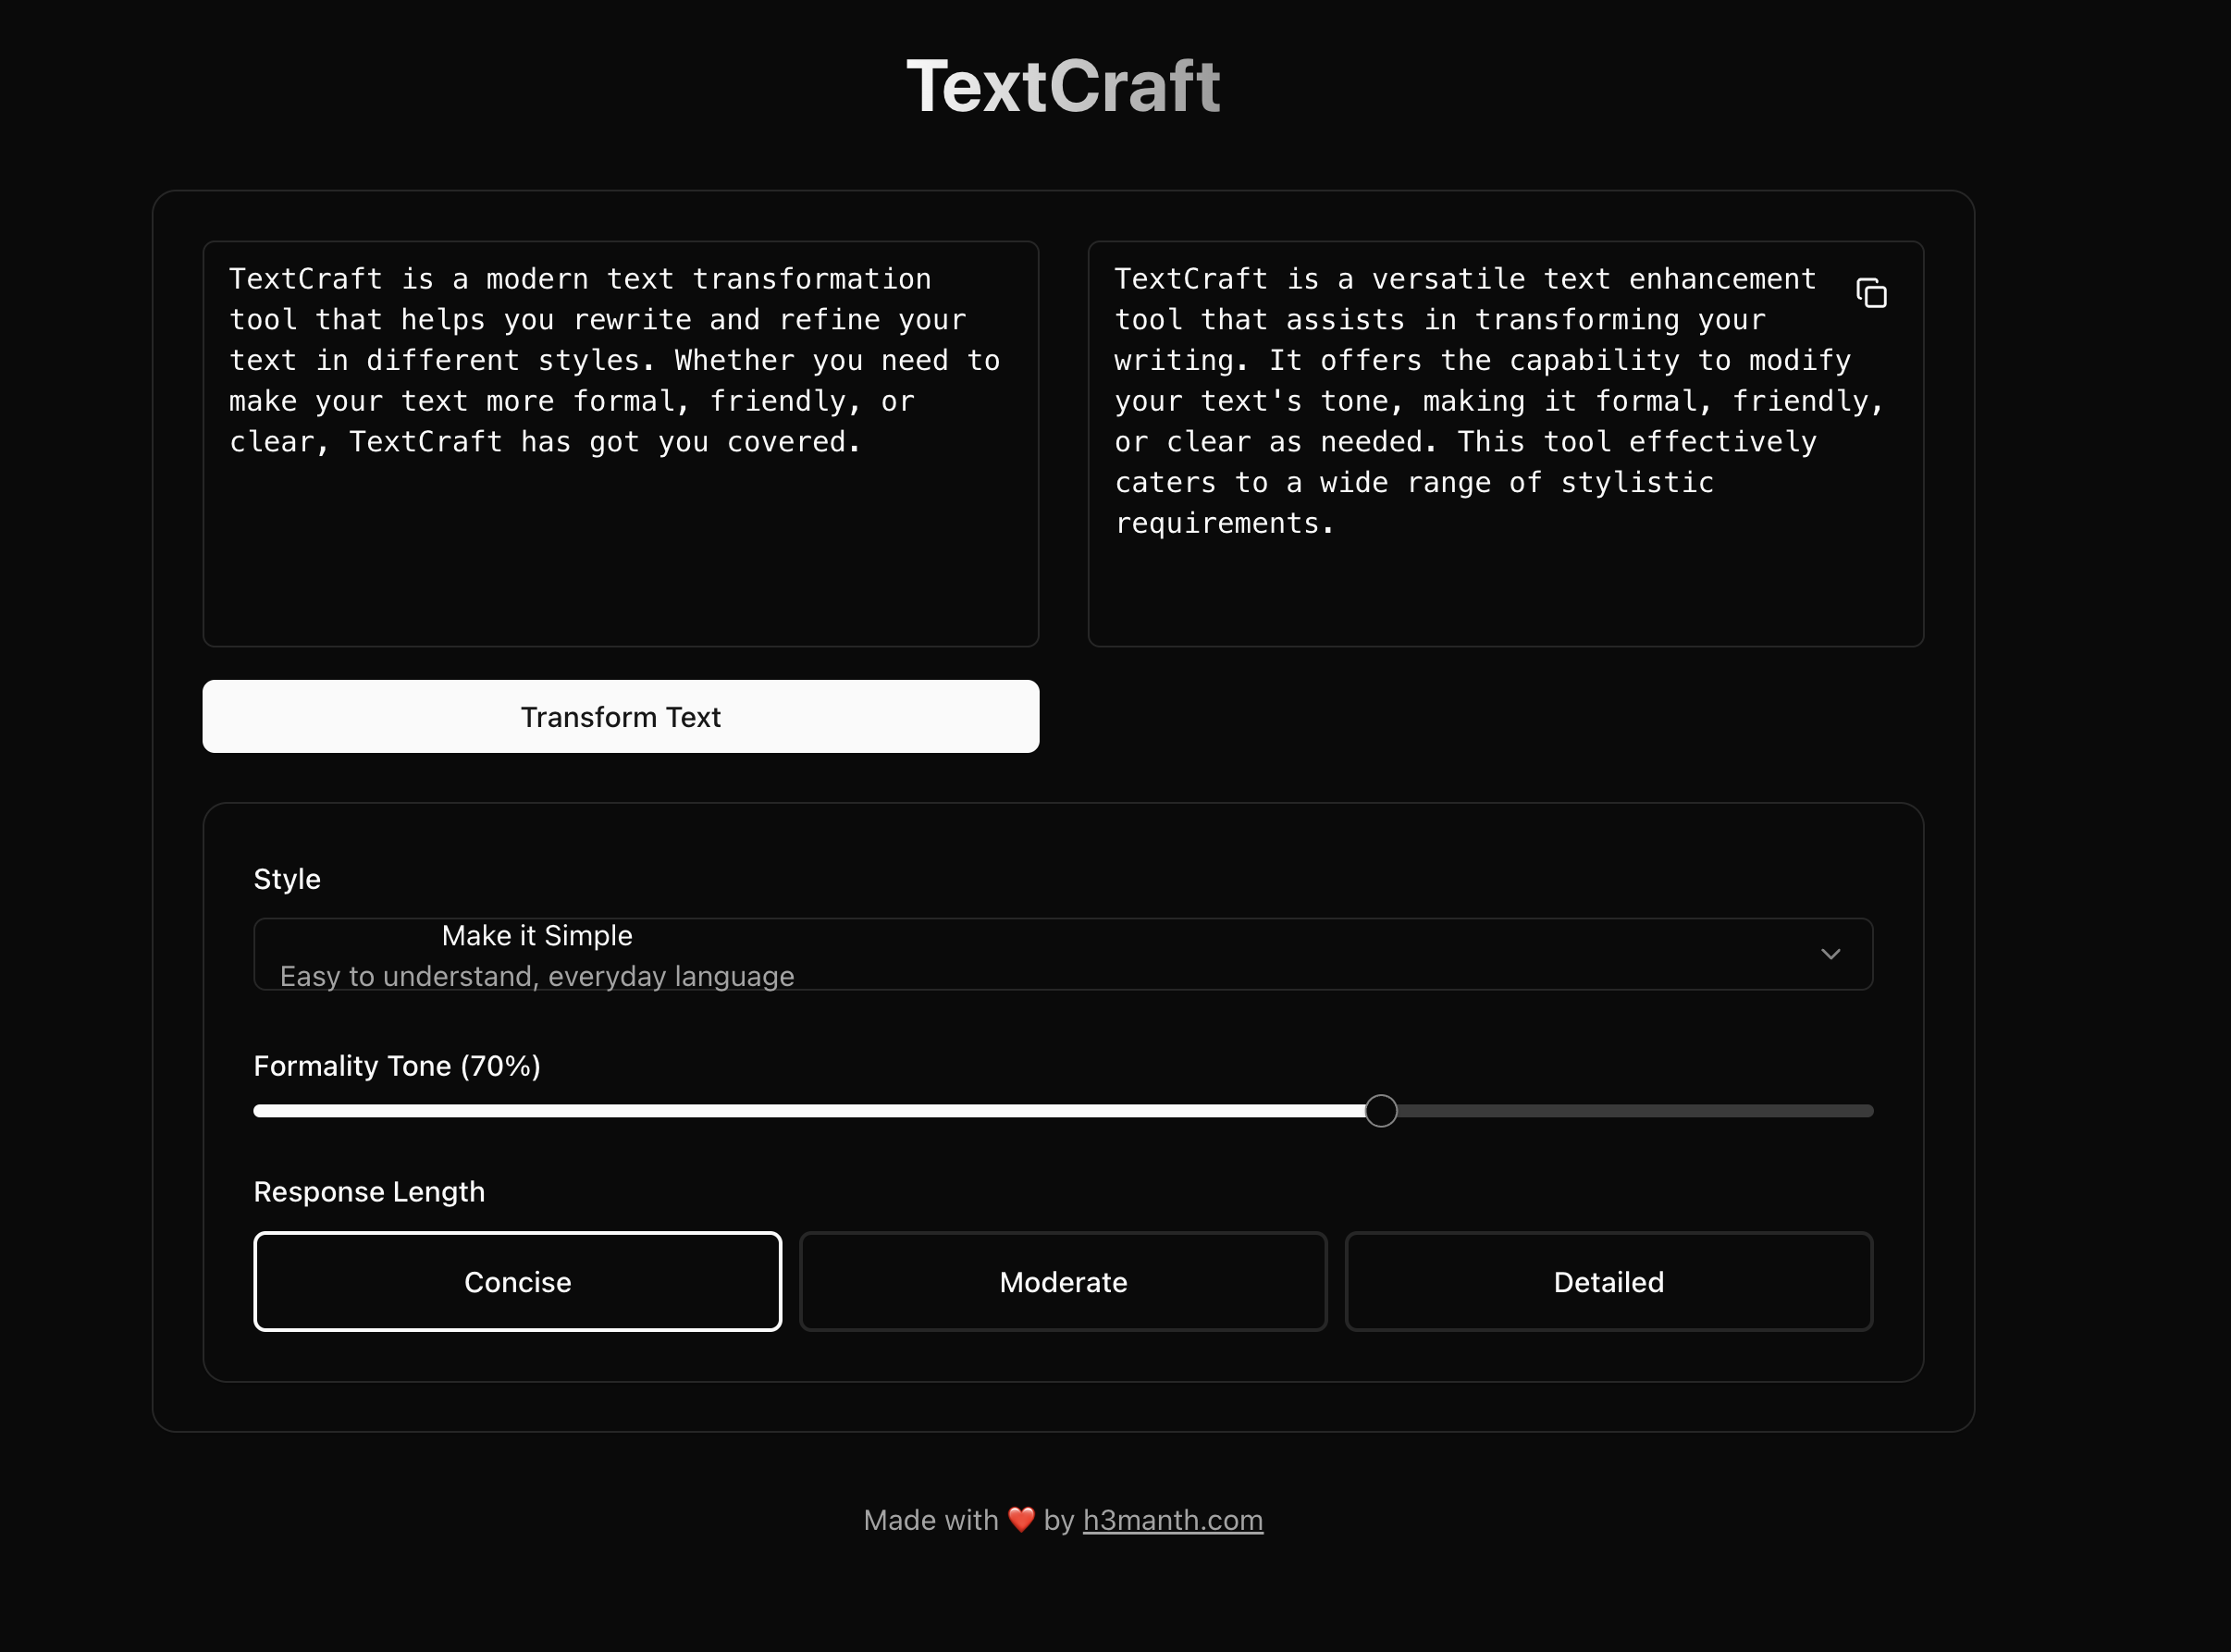 TextCraft
TextCraft is a modern text transformation
tool that helps you rewrite and refine your
text in different styles. Whether you need to
make your text more formal, friendly, or
clear, TextCraft has got you covered.
TextCraft is a versatile text enhancement
tool that assists in transforming your
writing. It offers the capability to modify
your text's tone, making it formal, friendly,
or clear as needed. This tool effectively
caters to a wide range of stylistic
requirements.
Transform Text
Style
Make it Simple
Easy to understand, everyday language
Formality Tone (70%)
Response Length
Concise
Moderate
Detailed
Made with ❤️ by h3manth.com